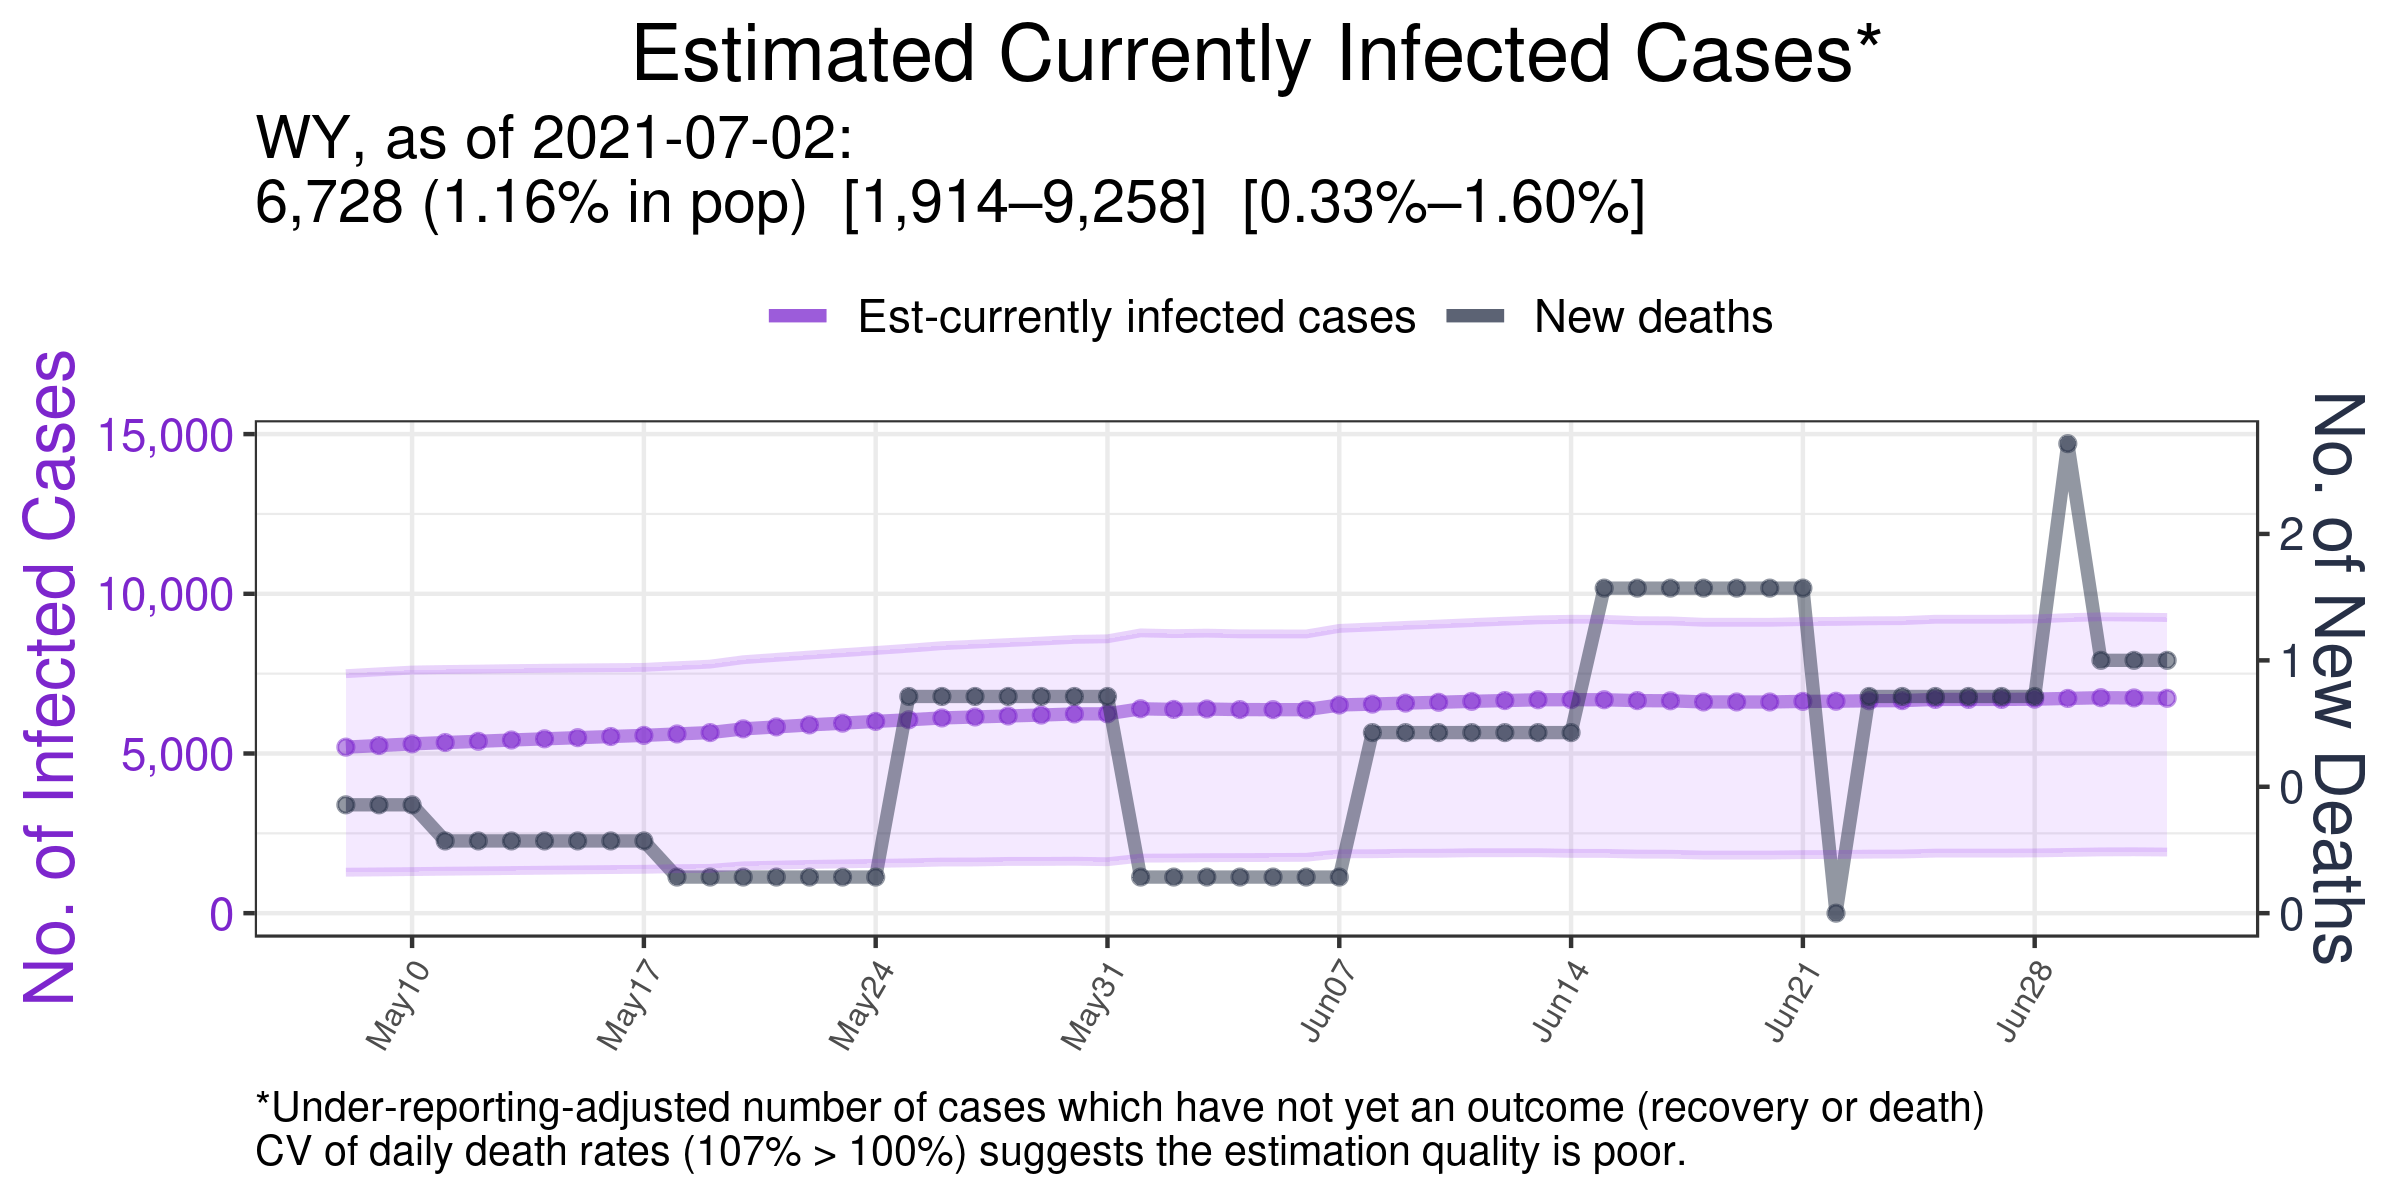 Estimated Currently Infected Cases*
WY, as of 2021-07-02:
6,728 (1.16% in pop)  [1,914–9,258]  [0.33%–1.60%]
Est-currently infected cases
New deaths
No. of Infected Cases
15,000
10,000
5,000
0
No. of New Deaths
2
1
0
0
May10
May17
May24
May31
Jun07
Jun14
Jun21
Jun28
*Under-reporting-adjusted number of cases which have not yet an outcome (recovery or death)
CV of daily death rates (107% > 100%) suggests the estimation quality is poor.